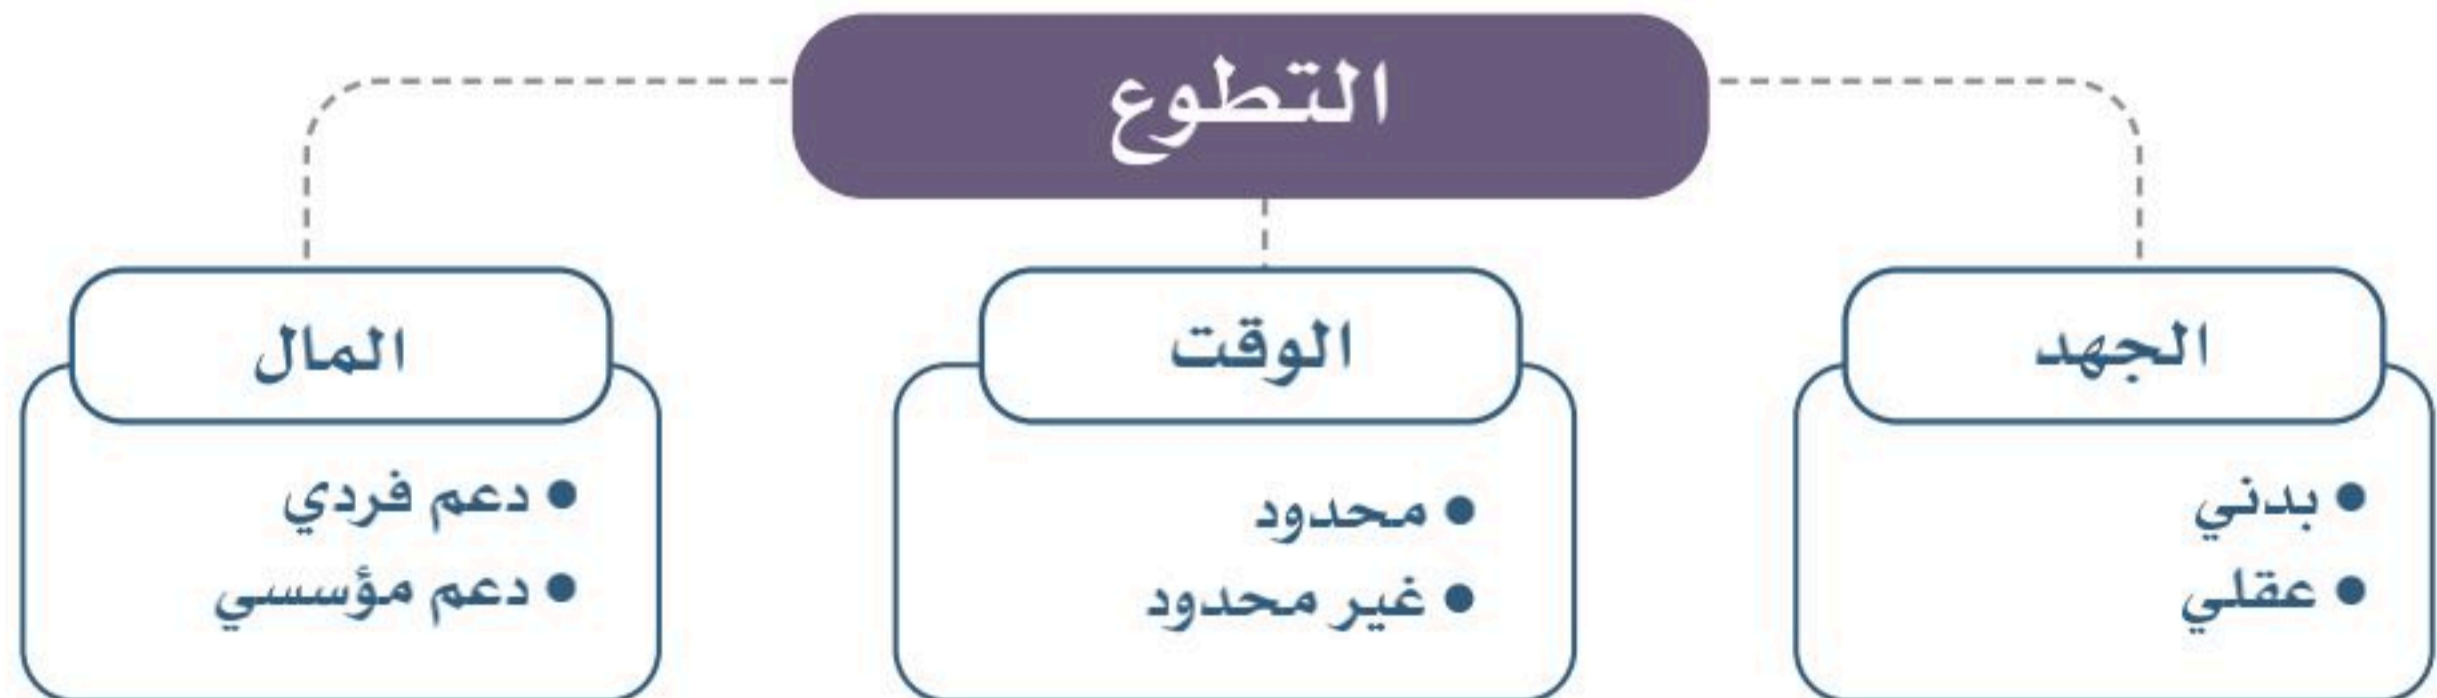 التطوع
الجهد
• بدني
• عقلي
الوقت
• محدود
• غير محدود
المال
• دعم فردي
• دعم مؤسسي